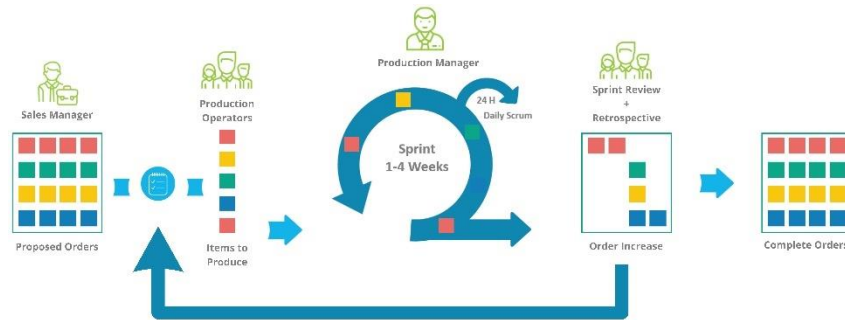 Sales Manager
Proposed Orders
Production
Operators
Items to
Produce
Production Manager
Sprint
1-4 Weeks
24 H
Daily Scrum
Sprint Review
+
Retrospective
Order Increase
Complete Orders